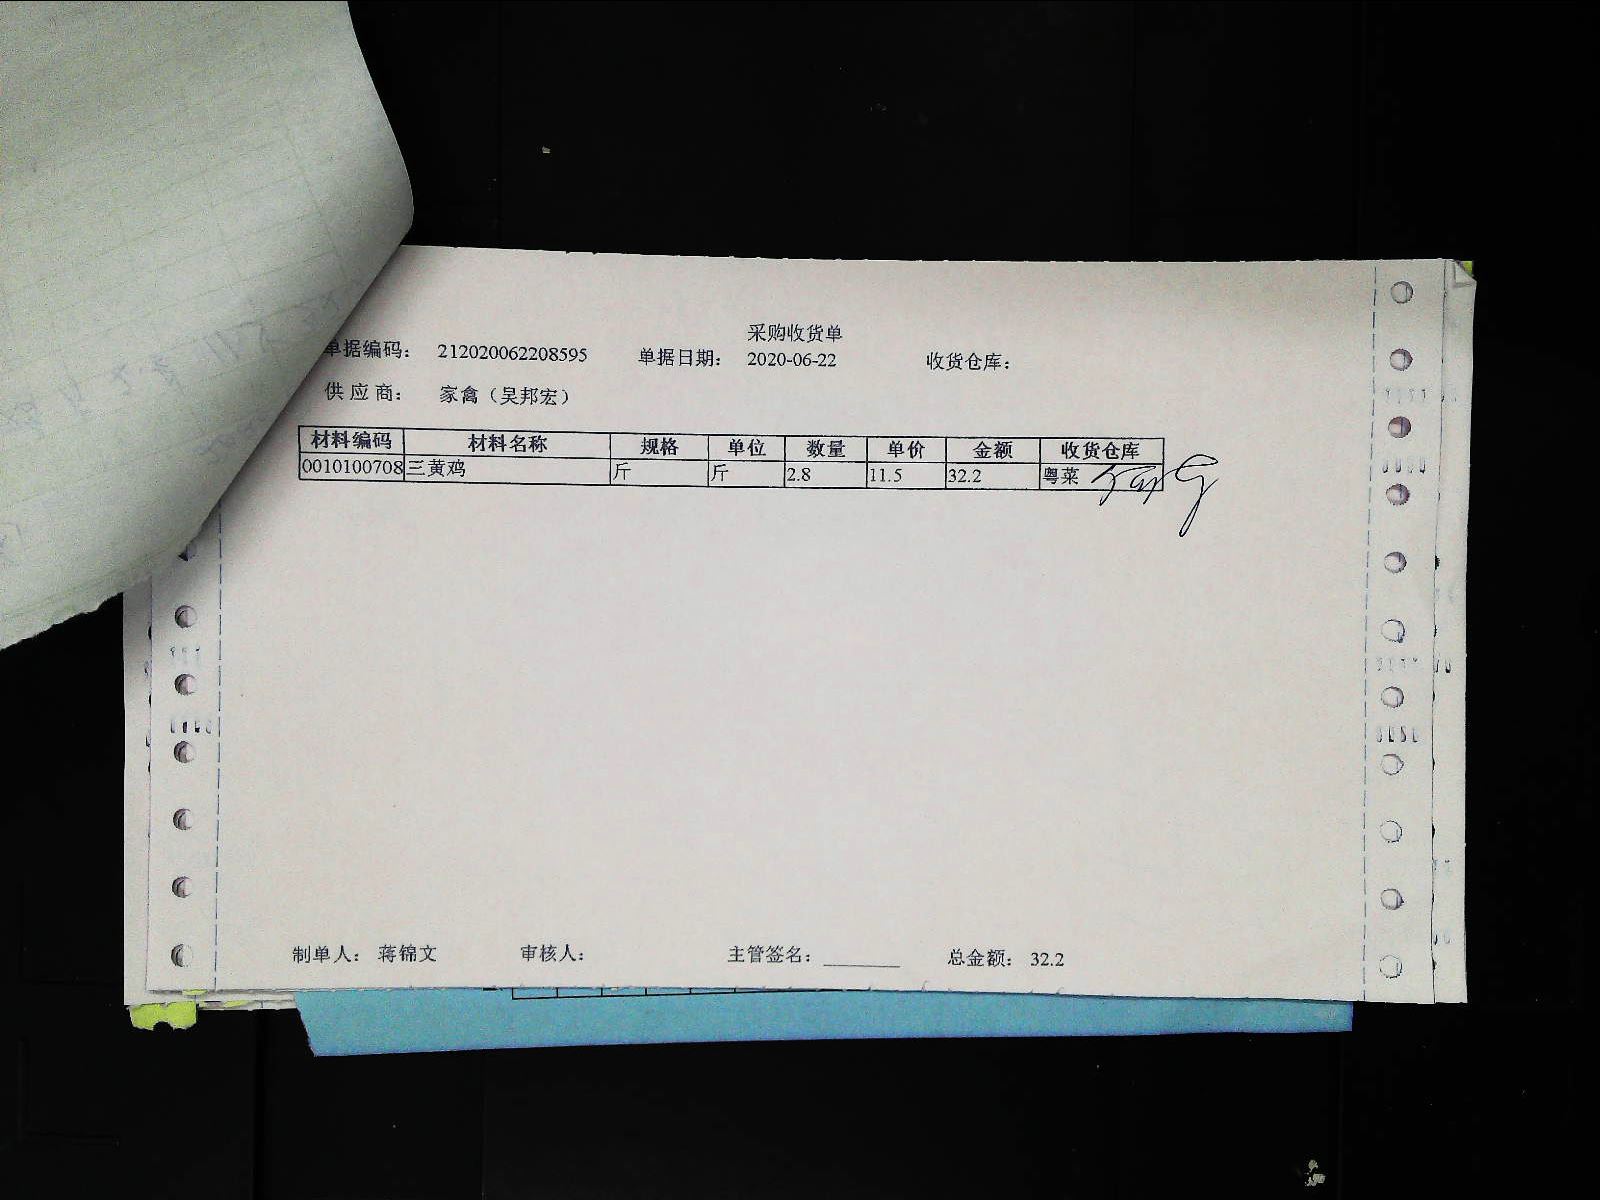 采购收货单
单据编码： 212020062208595 单据日期： 2020-06-22 收货仓库：
供 应 商： 家禽（吴邦宏）
材料编码 材料名称 规格 单位 数量 单价 金额 收货仓库
0010100708 三黄鸡 斤 斤 2.8 11.5 32.2 粤菜
制单人： 蒋锦文 审核人： 主管签名： ________ 总金额： 32.2